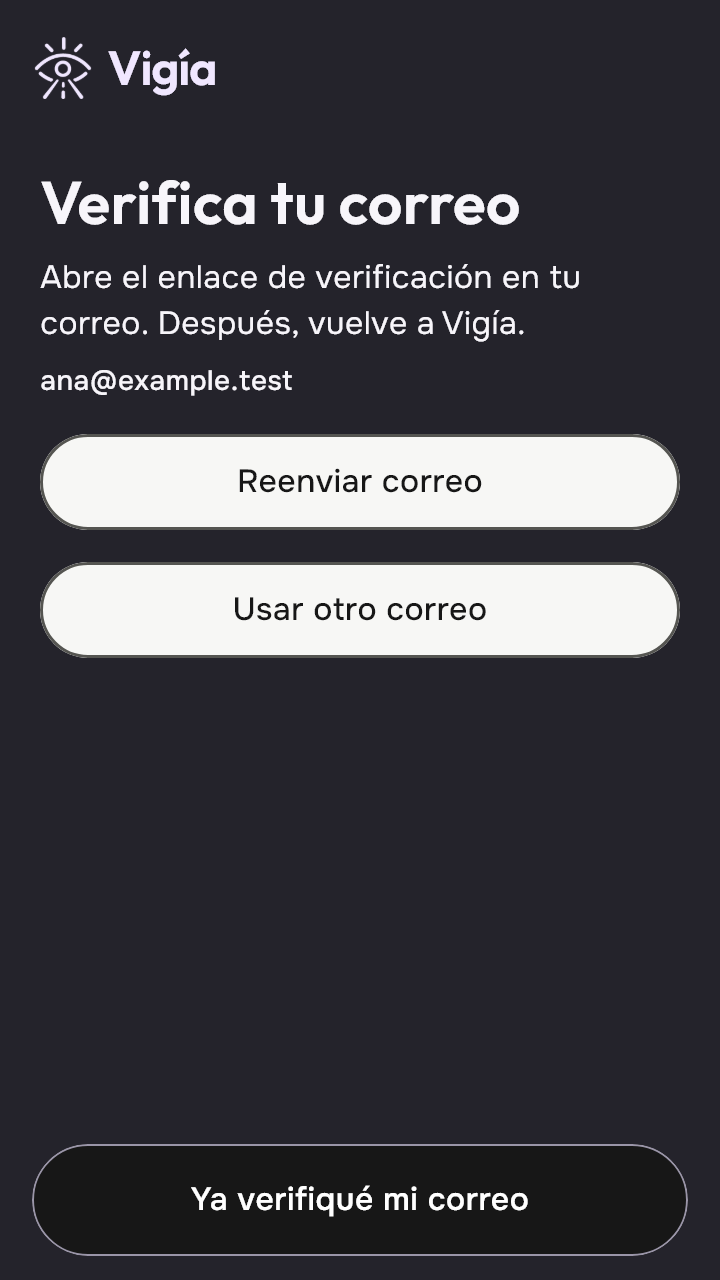 Vigía
Verifica tu correo
Abre el enlace de verificación en tu
correo. Después, vuelve a Vigía.
ana@example.test
Reenviar correo
Usar otro correo
Ya verifiqué mi correo